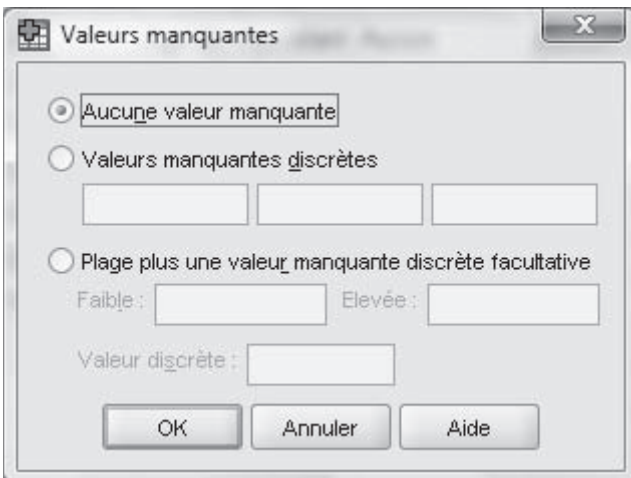 Valeurs manquantes
Aucune valeur manquante
Valeurs manquantes discrètes
Plage plus une valeur manquante discrète facultative
Faible : Elevée :
Valeur discrète :
OK Annuler Aide